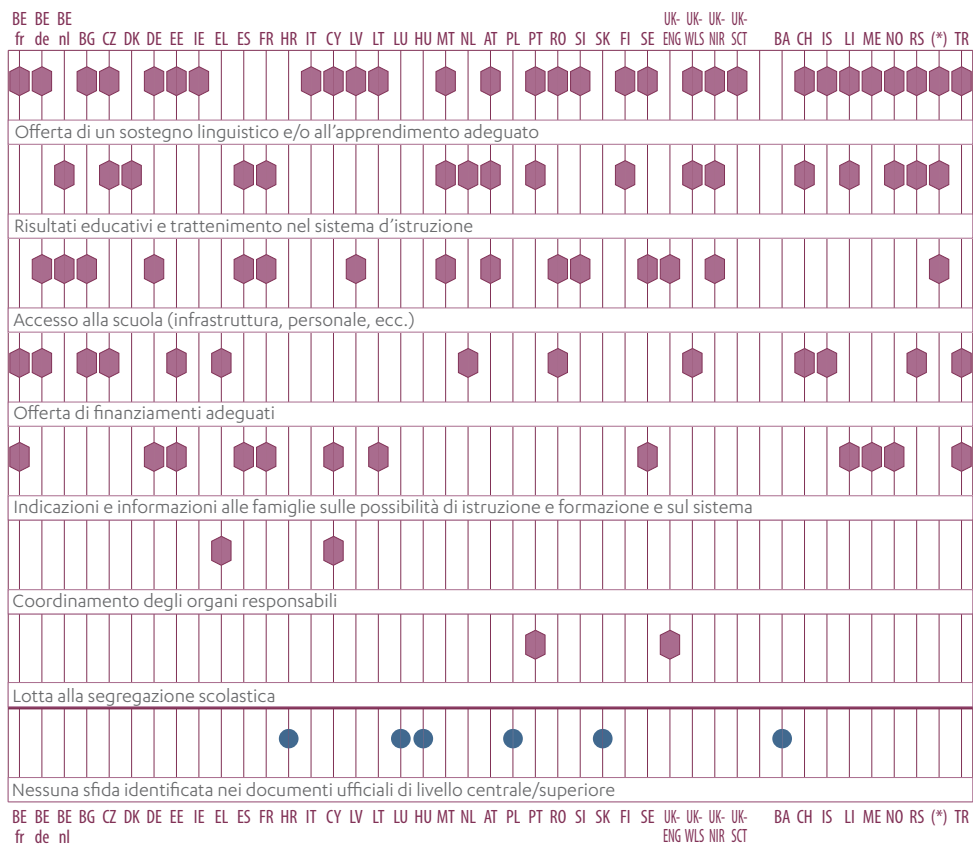 BE BE BE UK- UK- UK- UK-
fr de nl BG CZ DK DE EE IE EL ES FR HR IT CY LV LT LU HU MT NL AT PL PT RO SI SK FI SE ENG WLS NIR SCT BA CH IS LI ME NO RS (*) TR
Offerta di un sostegno linguistico e/o all'apprendimento adeguato
Risultati educativi e trattenimento nel sistema d'istruzione
Accesso alla scuola (infrastruttura, personale, ecc.)
Offerta di finanziamenti adeguati
Indicazioni e informazioni alle famiglie sulle possibilità di istruzione e formazione e sul sistema
Coordinamento degli organi responsabili
Lotta alla segregazione scolastica
Nessuna sfida identificata nei documenti ufficiali di livello centrale/superiore
BE BE BE BG CZ DK DE EE IE EL ES FR HR IT CY LV LT LU HU MT NL AT PL PT RO SI SK FI SE UK- UK- UK- UK- BA CH IS LI ME NO RS (*) TR
fr de nl ENG WLS NIR SCT